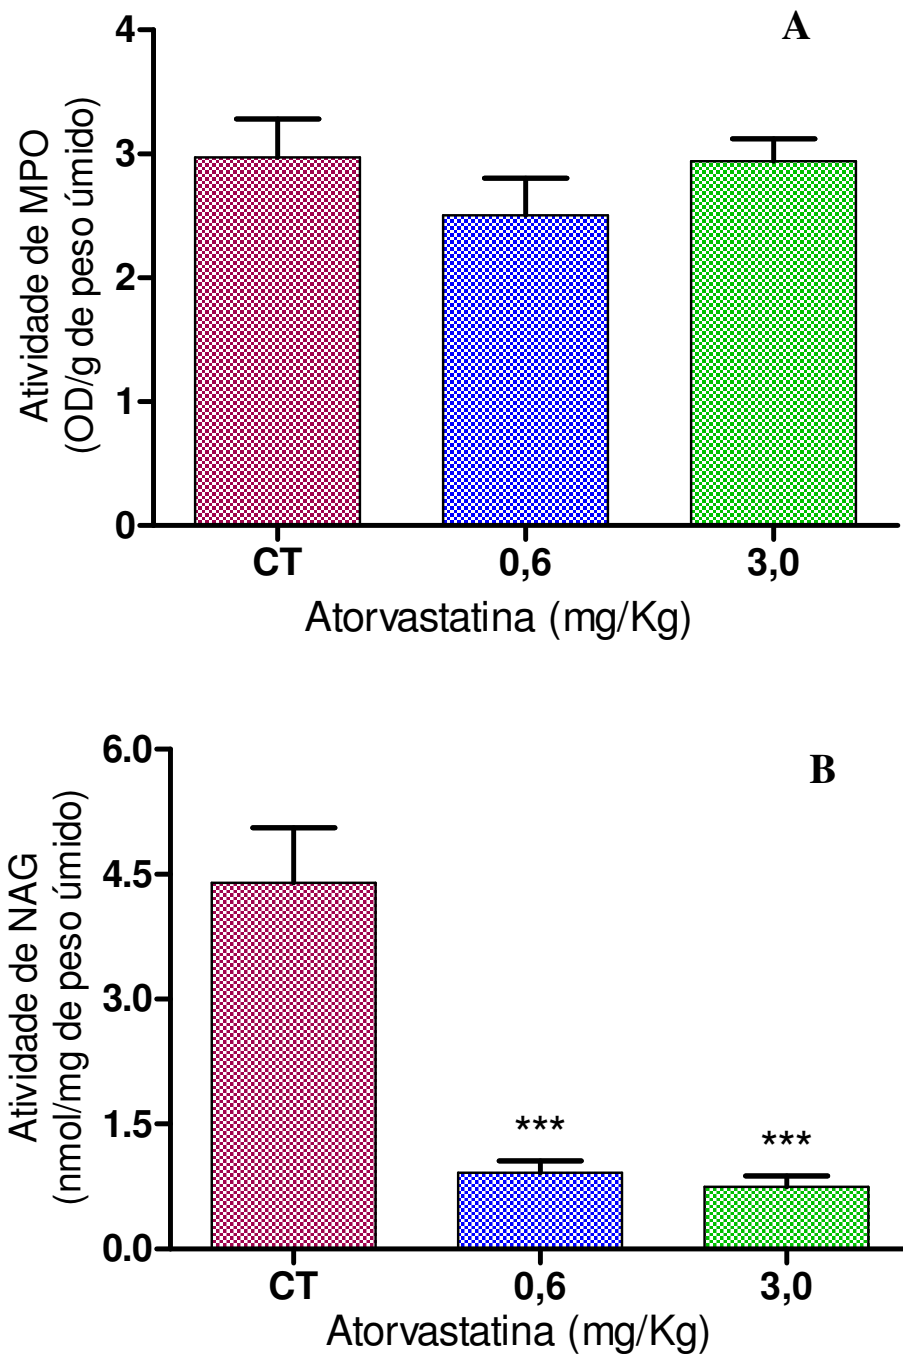 A
Atividade de MPO
(OD/g de peso úmido)
4
3
2
1
0
CT 0,6 3,0
Atorvastatina (mg/Kg)
B
Atividade de NAG
(nmol/mg de peso úmido)
6.0
4.5
3.0
1.5
0.0
*** ***
CT 0,6 3,0
Atorvastatina (mg/Kg)